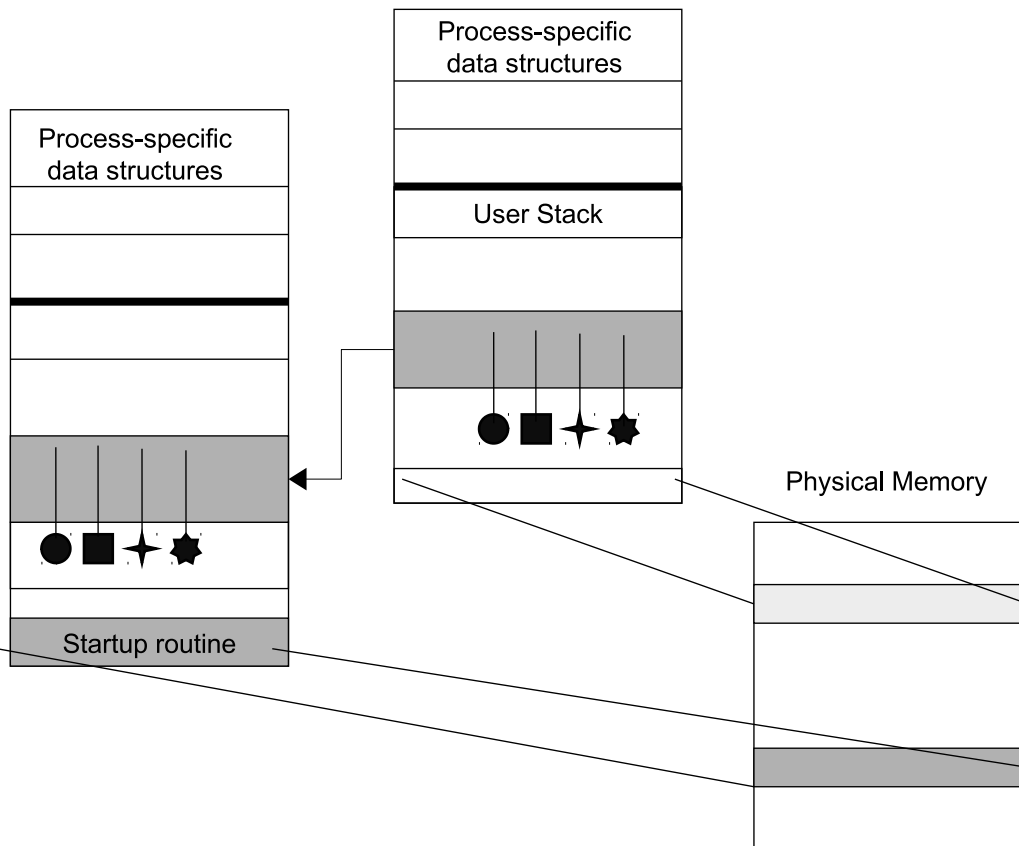 Process-specific
data structures
Process-specific
data structures
User Stack
Physical Memory
Startup routine